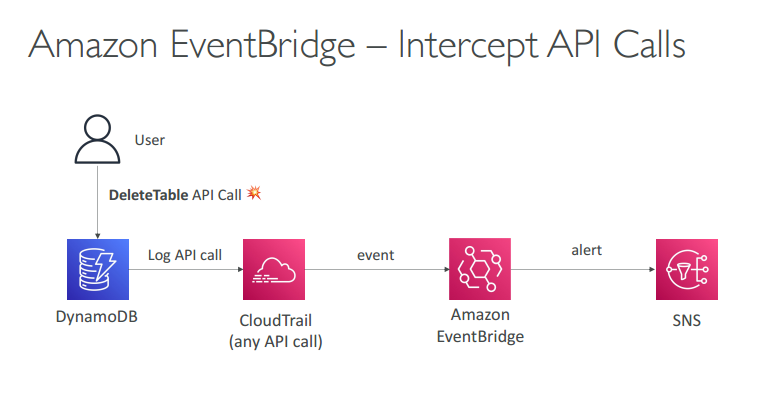 Amazon EventBridge – Intercept API Calls
User
DeleteTable API Call 💥
Log API call
event
alert
DynamoDB
CloudTrail
(any API call)
Amazon
EventBridge
SNS